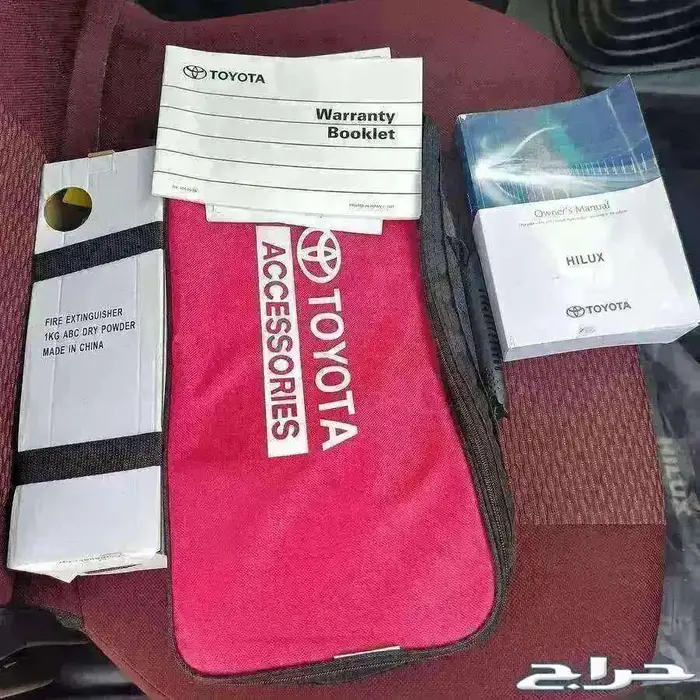 TOYOTA
Warranty
Booklet
Owner's Manual
HILUX
TOYOTA
FIRE EXTINGUISHER
1KG ABC DRY POWDER
MADE IN CHINA
TOYOTA
ACCESSORIES
HILUX
حراج